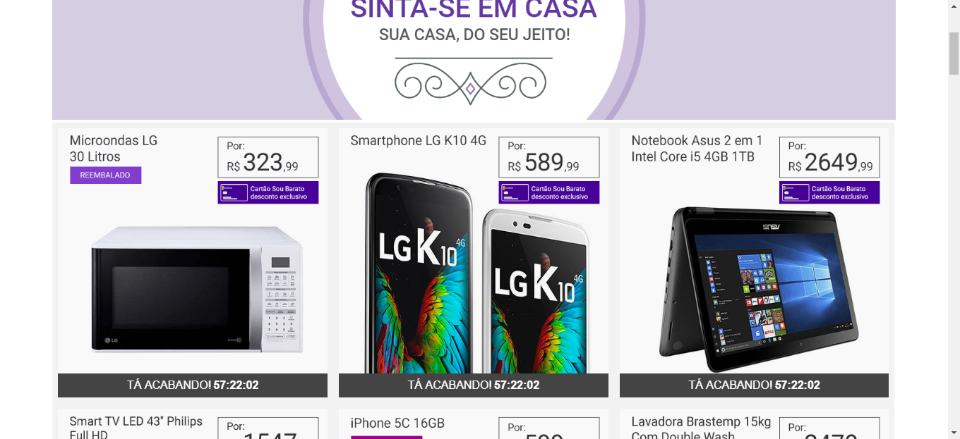 SINTA-SE EM CASA
SUA CASA, DO SEU JEITO!
Microondas LG
30 Litros
REEMBALADO
Por:
R$ 323,99
Cartão Sou Barato
desconto exclusivo
LG
TÁ ACABANDO! 57:22:02
Smartphone LG K10 4G
Por:
R$ 589,99
Cartão Sou Barato
desconto exclusivo
LG K10 4G
LG K10 4G
TÁ ACABANDO! 57:22:02
Notebook Asus 2 em 1
Intel Core i5 4GB 1TB
Por:
R$ 2649,99
Cartão Sou Barato
desconto exclusivo
ASUS
TÁ ACABANDO! 57:22:02
Smart TV LED 43" Philips
Full HD
Por:
1547
iPhone 5C 16GB
Por:
Lavadora Brastemp 15kg
Com Double Wash
Por: